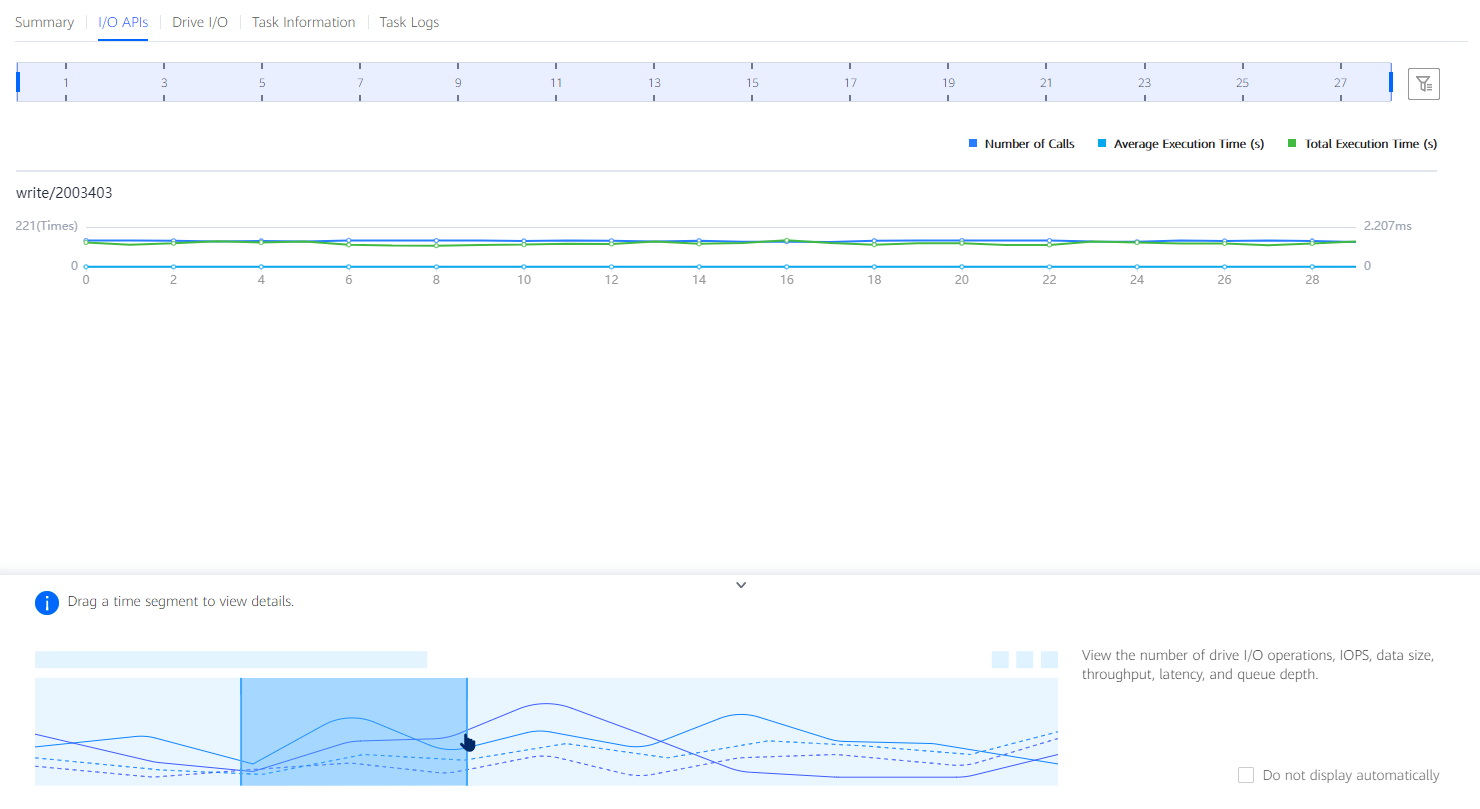 Summary I/O APIs Drive I/O Task Information Task Logs
1 3 5 7 9 11 13 15 17 19 21 23 25 27
Number of Calls Average Execution Time (s) Total Execution Time (s)
write/2003403
221(Times) 2.207ms
0 0
0 2 4 6 8 10 12 14 16 18 20 22 24 26 28
Drag a time segment to view details.
View the number of drive I/O operations, IOPS, data size,
throughput, latency, and queue depth.
Do not display automatically